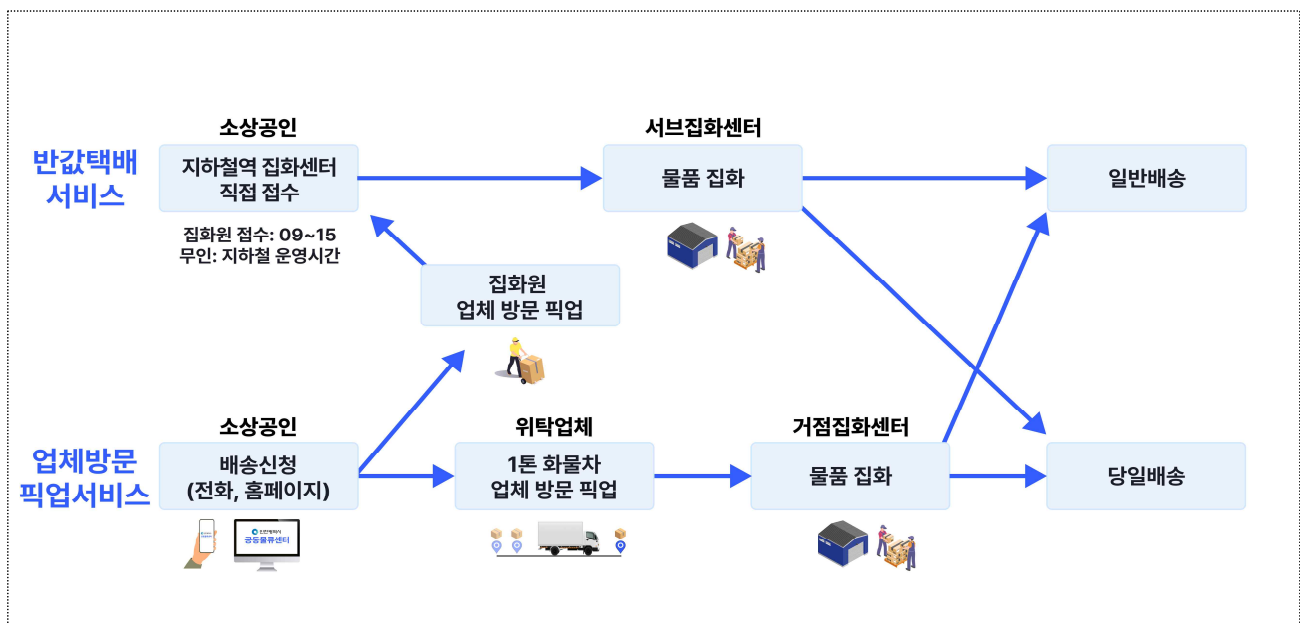 소상공인
서브집화센터
반값택배
서비스
지하철역 집화센터
직접 접수
물품 집화
일반배송
집화원 접수: 09~15
무인: 지하철 운영시간
집화원
업체 방문 픽업
소상공인
위탁업체
거점집화센터
업체방문
픽업서비스
배송신청
(전화, 홈페이지)
1톤 화물차
업체 방문 픽업
물품 집화
당일배송
공동물류센터